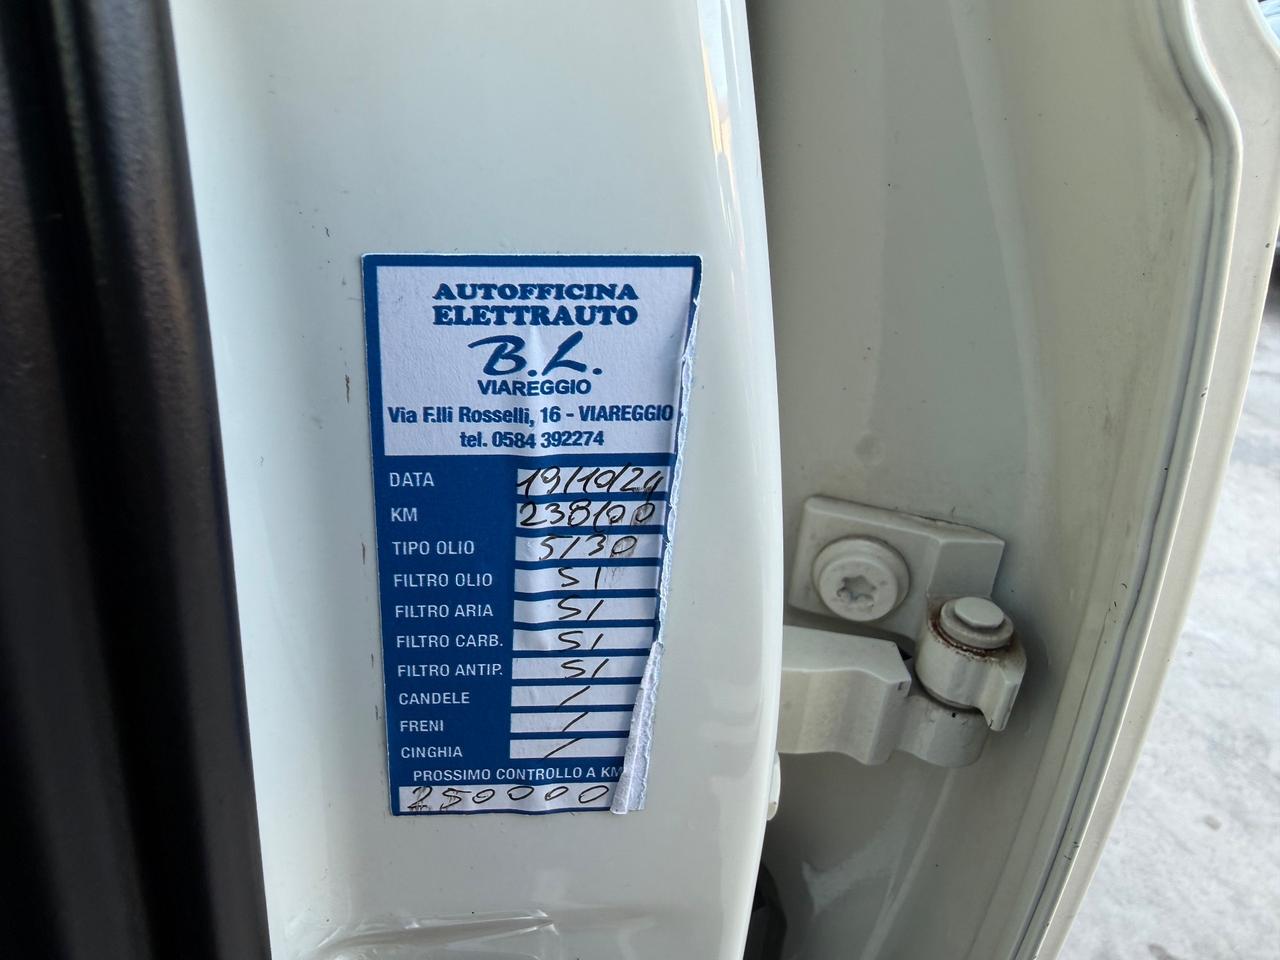 AUTOFFICINA
ELETTRAUTO
B.L.
VIAREGGIO
Via F.lli Rosselli, 16 - VIAREGGIO
tel. 0584 392274
DATA 19/10/24
KM 238100
TIPO OLIO 5/30
FILTRO OLIO SI
FILTRO ARIA SI
FILTRO CARB. SI
FILTRO ANTIP. SI
CANDELE /
FRENI /
CINGHIA /
PROSSIMO CONTROLLO A KM
250000